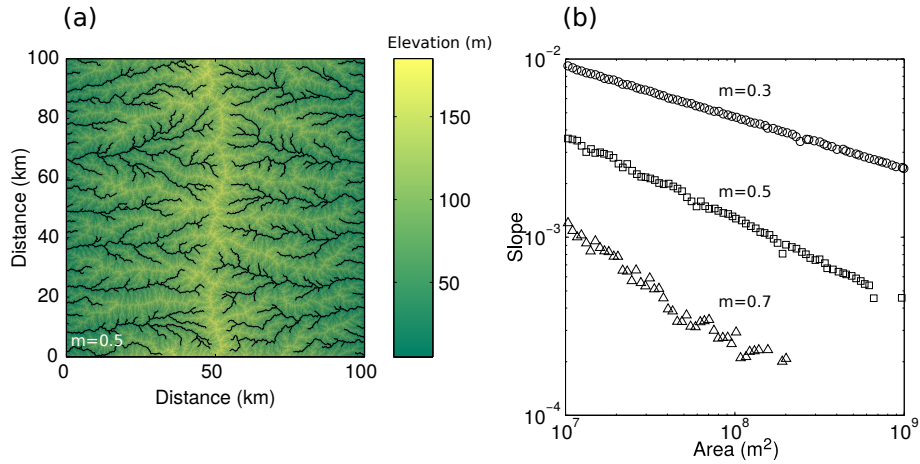 (a)
Elevation (m)
100
80
60
40
20
0
Distance (km)
m=0.5
0
50
100
Distance (km)
150
100
50
(b)
10^-2
10^-3
10^-4
Slope
m=0.3
m=0.5
m=0.7
10^7
10^8
10^9
Area (m²)